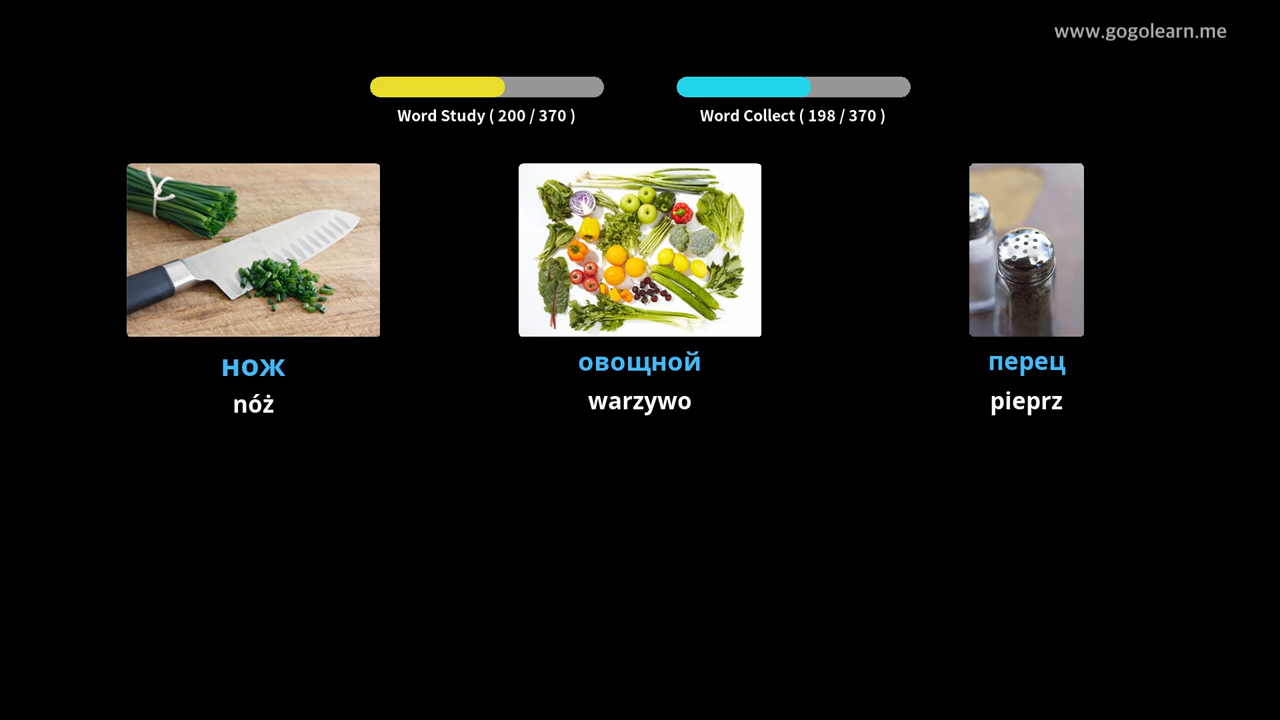 www.gogolearn.me
Word Study ( 200 / 370 )
Word Collect ( 198 / 370 )
нож
nóż
овощной
warzywo
перец
pieprz